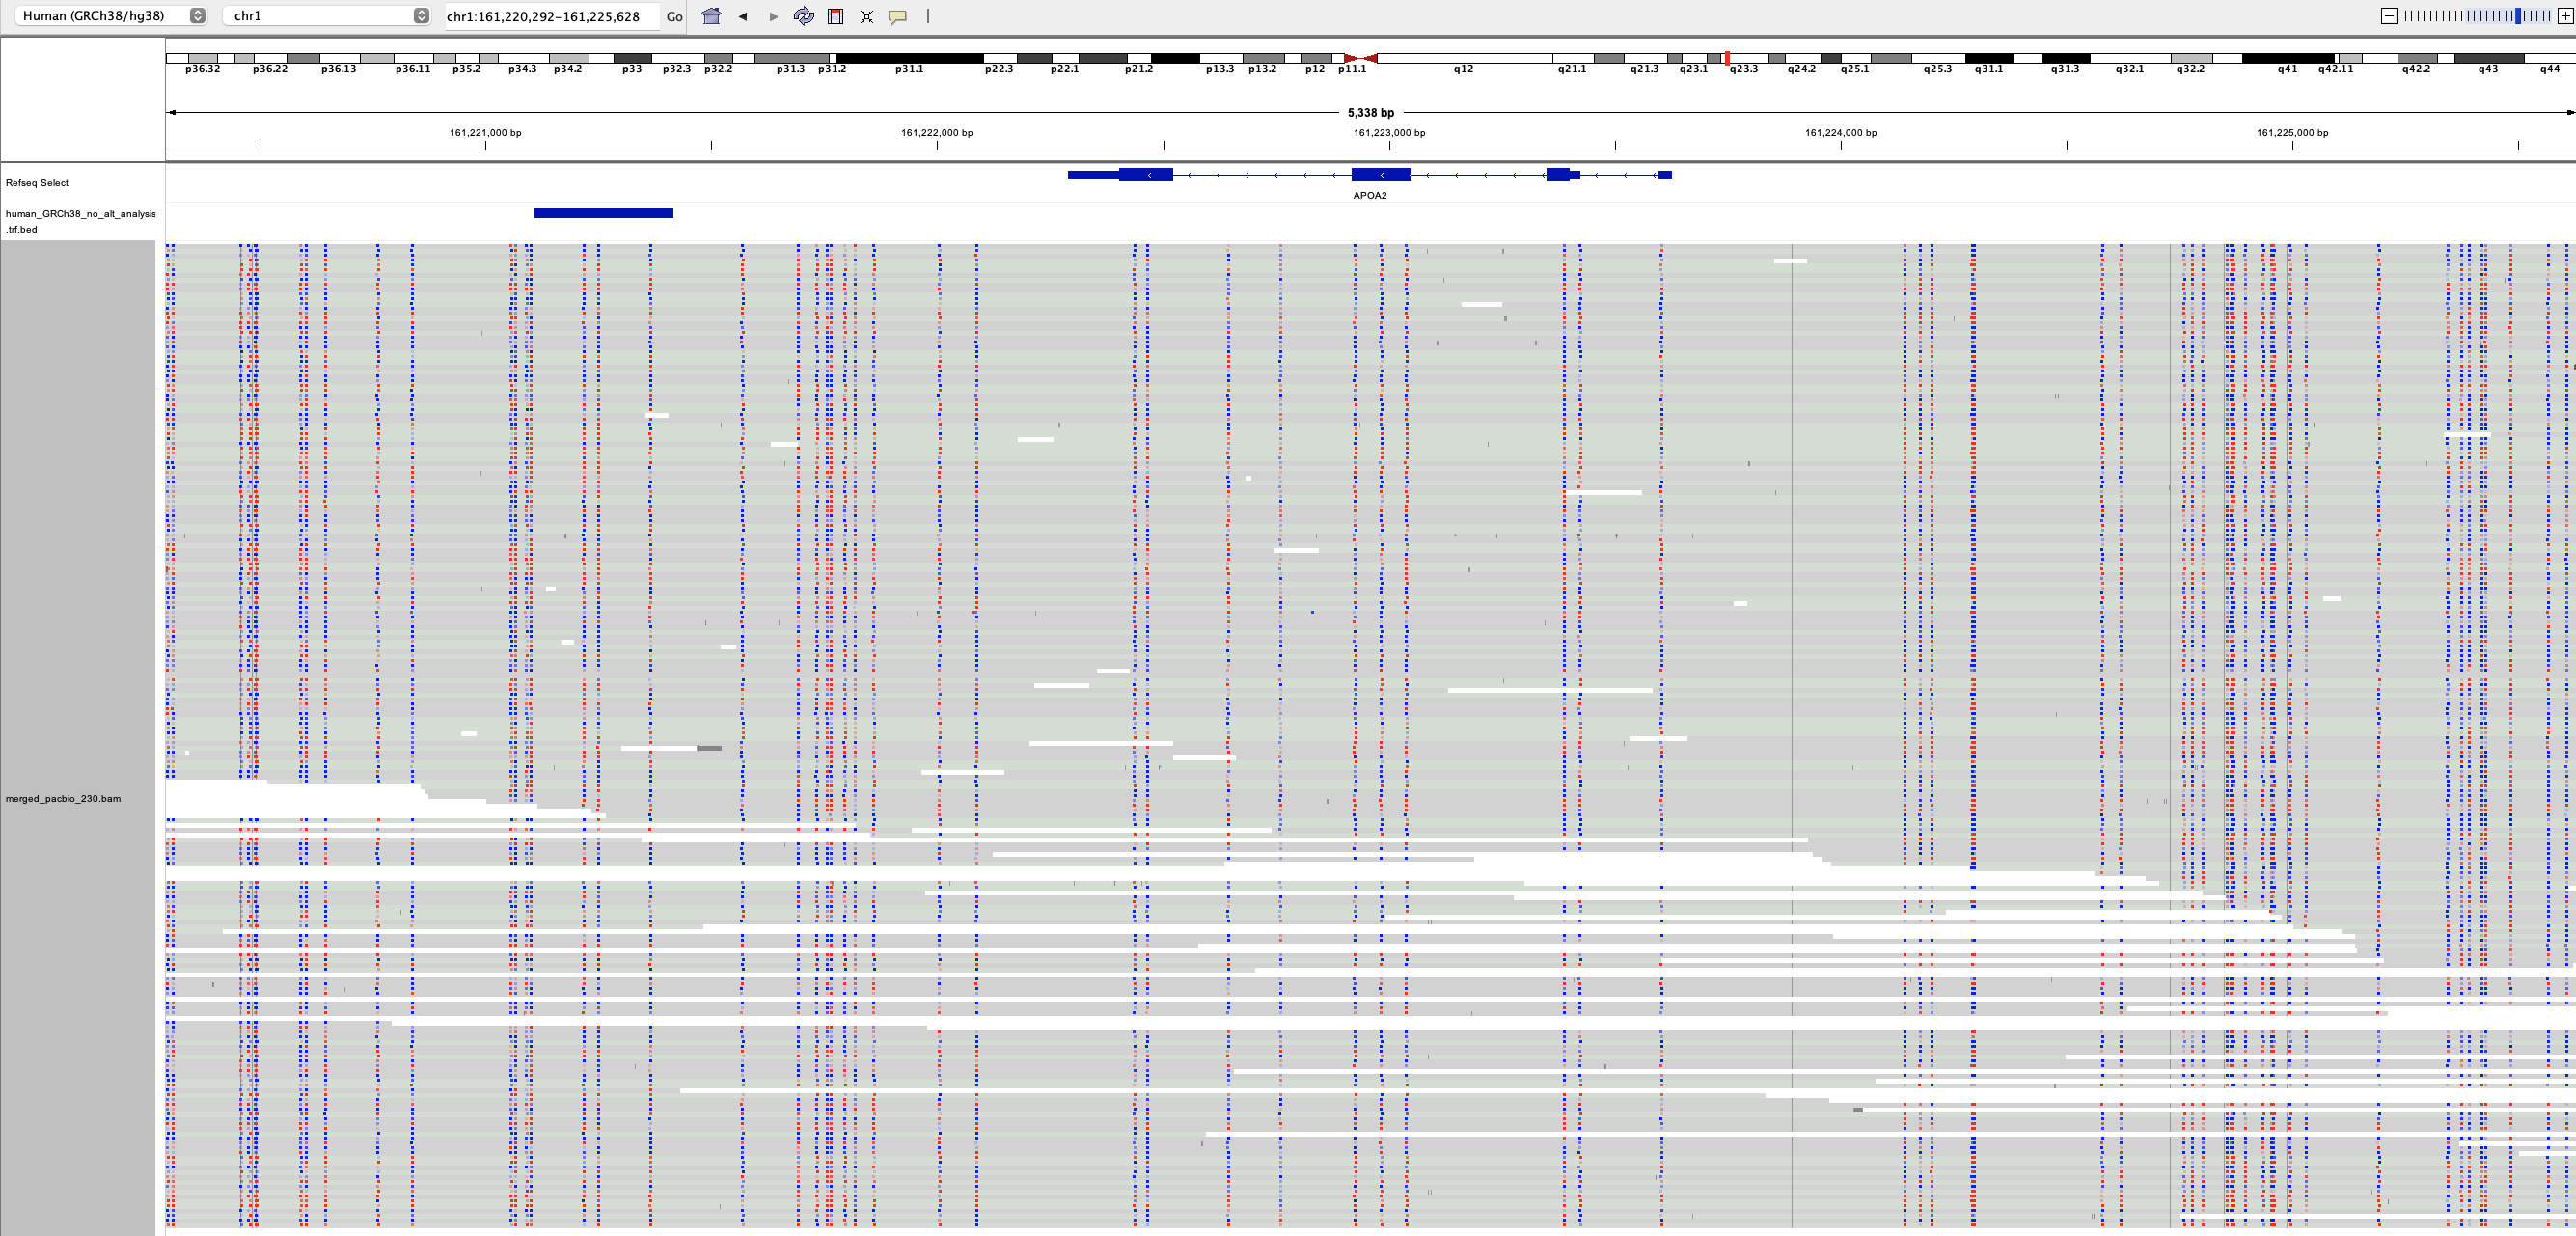 Human (GRCh38/hg38) chr1 chr1:161,220,292-161,225,628 Go
p36.32 p36.22 p36.13 p36.11 p35.2 p34.3 p34.2 p33 p32.3 p32.2 p31.3 p31.2 p31.1 p22.3 p22.1 p21.2 p13.3 p13.2 p12 p11.1 q12 q21.1 q21.3 q23.1 q23.3 q24.2 q25.1 q25.3 q31.1 q31.3 q32.1 q32.2 q41 q42.11 q42.2 q43 q44
5,338 bp
161,221,000 bp 161,222,000 bp 161,223,000 bp 161,224,000 bp 161,225,000 bp
Refseq Select
APOA2
human_GRCh38_no_alt_analysis
.trf.bed
merged_pacbio_230.bam